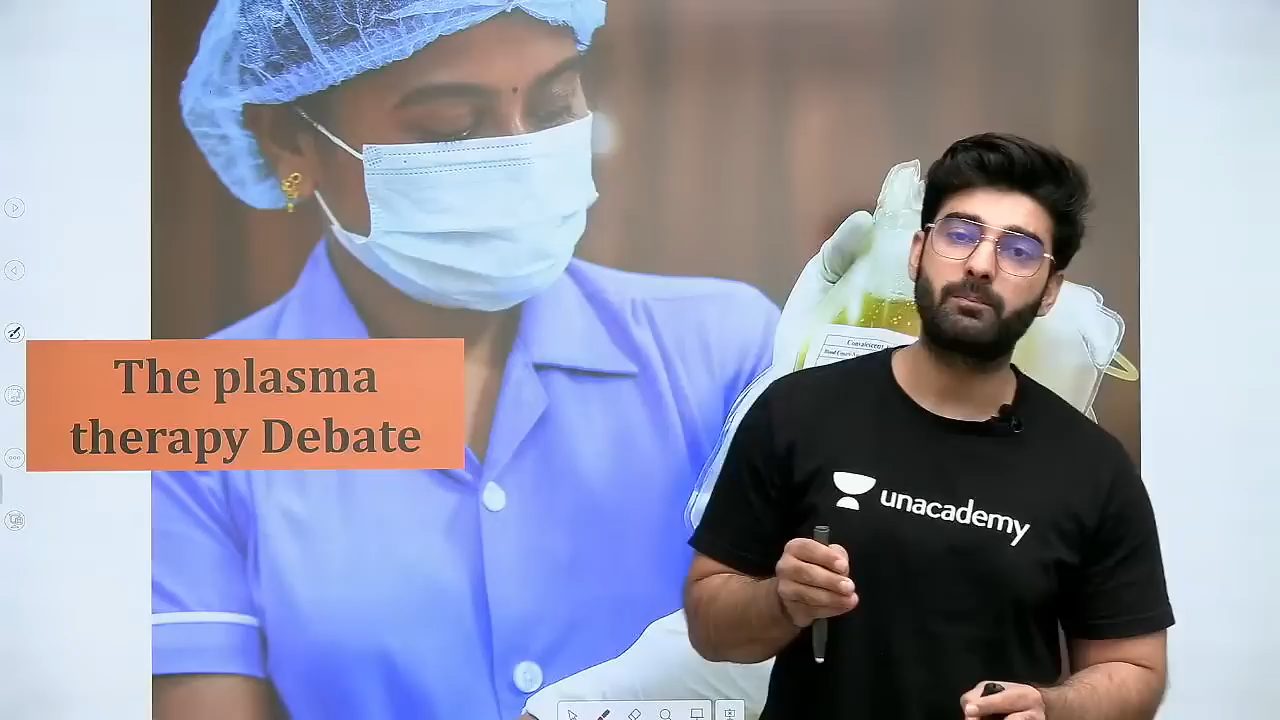 The plasma
therapy Debate
Convalescent
unacademy